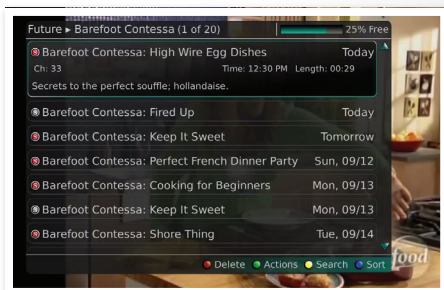 Future ▸ Barefoot Contessa (1 of 20) 25% Free
Barefoot Contessa: High Wire Egg Dishes Today
Ch: 33 Time: 12:30 PM Length: 00:29
Secrets to the perfect souffle; hollandaise.
Barefoot Contessa: Fired Up Today
Barefoot Contessa: Keep It Sweet Tomorrow
Barefoot Contessa: Perfect French Dinner Party Sun, 09/12
Barefoot Contessa: Cooking for Beginners Mon, 09/13
Barefoot Contessa: Keep It Sweet Mon, 09/13
Barefoot Contessa: Shore Thing Tue, 09/14
Delete Actions Search Sort
food